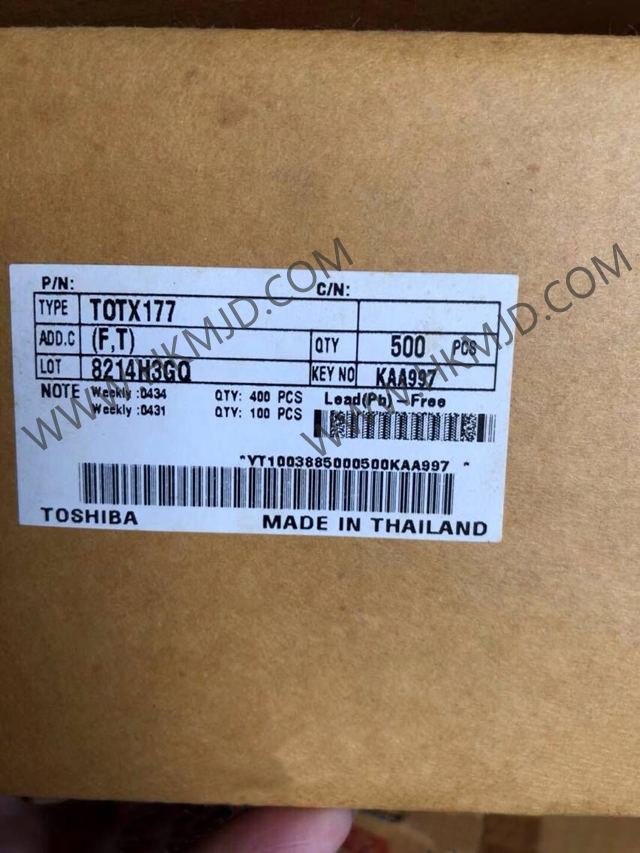 P/N: C/N:
TYPE TOTX177
ADD.C (F,T) QTY 500 PCS
LOT 8214H3GQ KEY NO KAA997
NOTE Weekly :0434 QTY: 400 PCS Lead(Pb) -Free
Weekly :0431 QTY: 100 PCS
*YT1003885000500KAA997 *
TOSHIBA MADE IN THAILAND
WWW.HKMJD.COM
WWW.HKMJD.COM